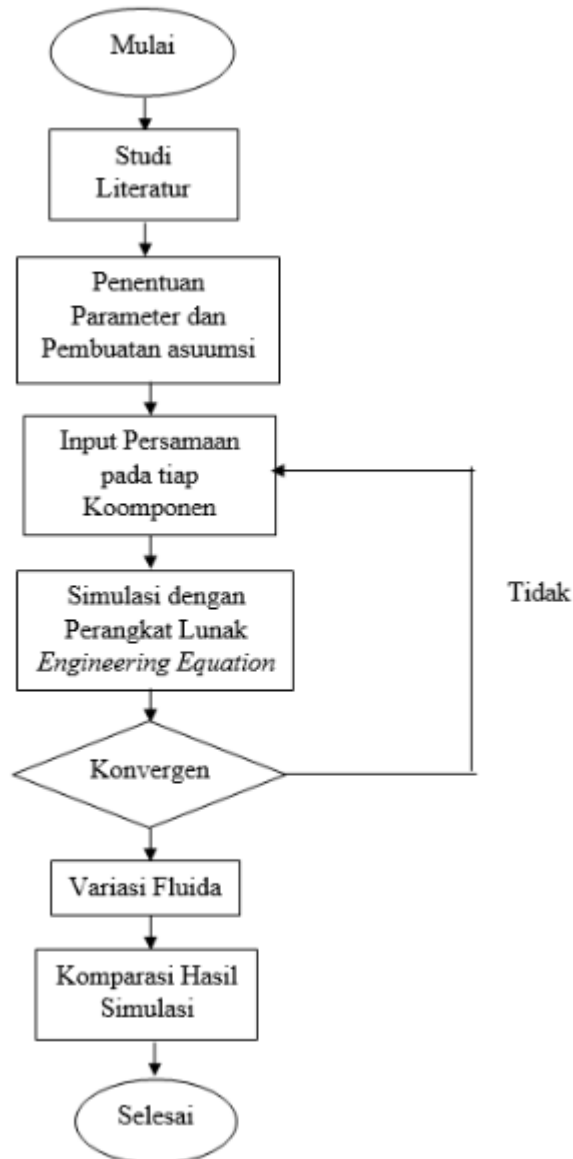 Mulai
Studi
Literatur
Penentuan
Parameter dan
Pembuatan asuumsi
Input Persamaan
pada tiap
Koomponen
Simulasi dengan
Perangkat Lunak
Engineering Equation
Tidak
Konvergen
Variasi Fluida
Komparasi Hasil
Simulasi
Selesai